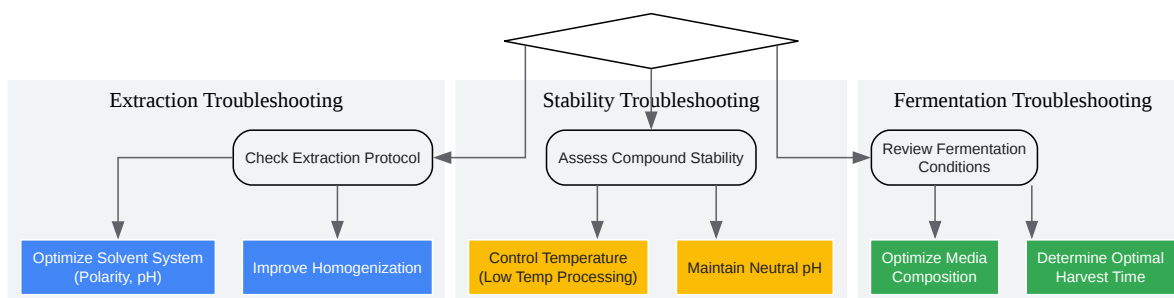 Extraction Troubleshooting
Stability Troubleshooting
Fermentation Troubleshooting
Check Extraction Protocol
Assess Compound Stability
Review Fermentation
Conditions
Optimize Solvent System
(Polarity, pH)
Improve Homogenization
Control Temperature
(Low Temp Processing)
Maintain Neutral pH
Optimize Media
Composition
Determine Optimal
Harvest Time